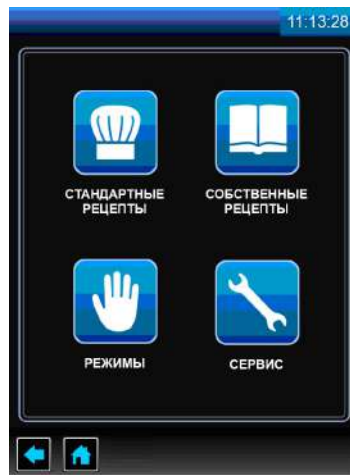 11:13:28
СТАНДАРТНЫЕ
РЕЦЕПТЫ
СОБСТВЕННЫЕ
РЕЦЕПТЫ
РЕЖИМЫ
СЕРВИС